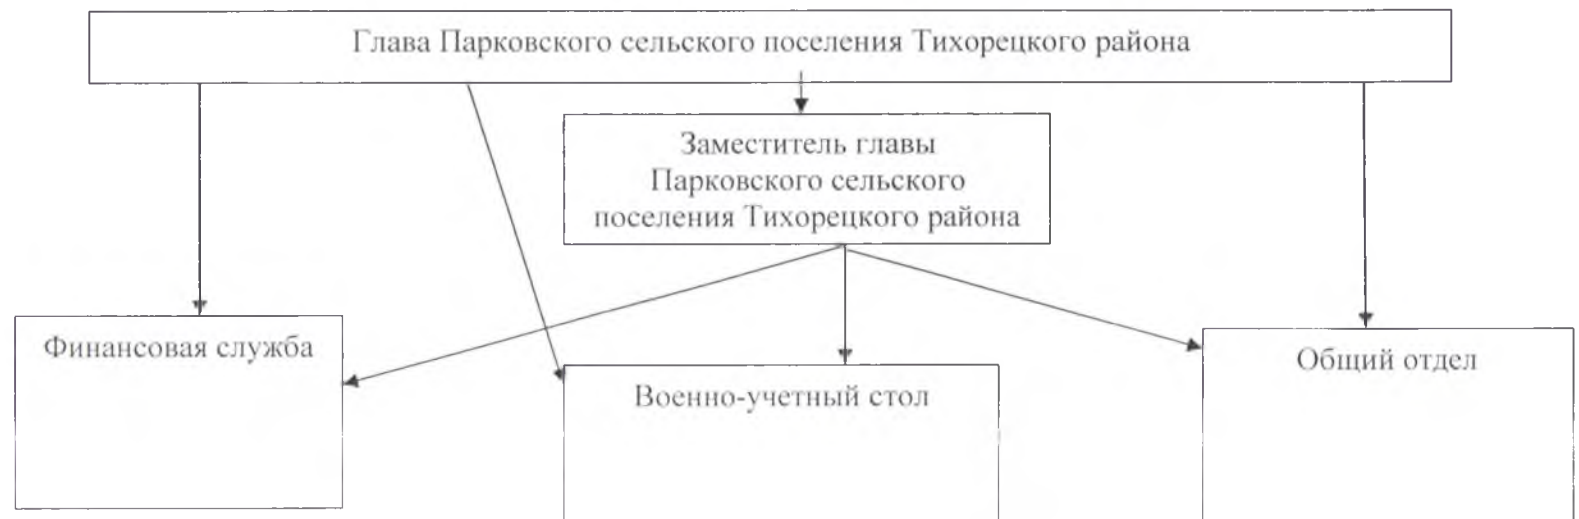 Глава Парковского сельского поселения Тихорецкого района
Заместитель главы
Парковского сельского
поселения Тихорецкого района
Финансовая служба
Военно-учетный стол
Общий отдел